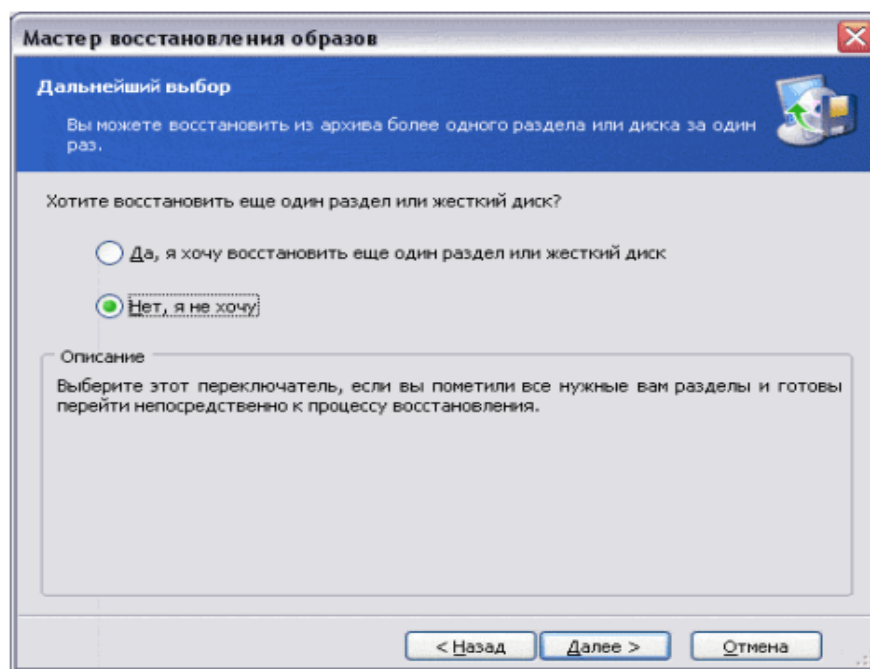 Мастер восстановления образов
Дальнейший выбор
Вы можете восстановить из архива более одного раздела или диска за один
раз.
Хотите восстановить еще один раздел или жесткий диск?
Да, я хочу восстановить еще один раздел или жесткий диск
Нет, я не хочу
Описание
Выберите этот переключатель, если вы пометили все нужные вам разделы и готовы
перейти непосредственно к процессу восстановления.
< Назад Далее > Отмена